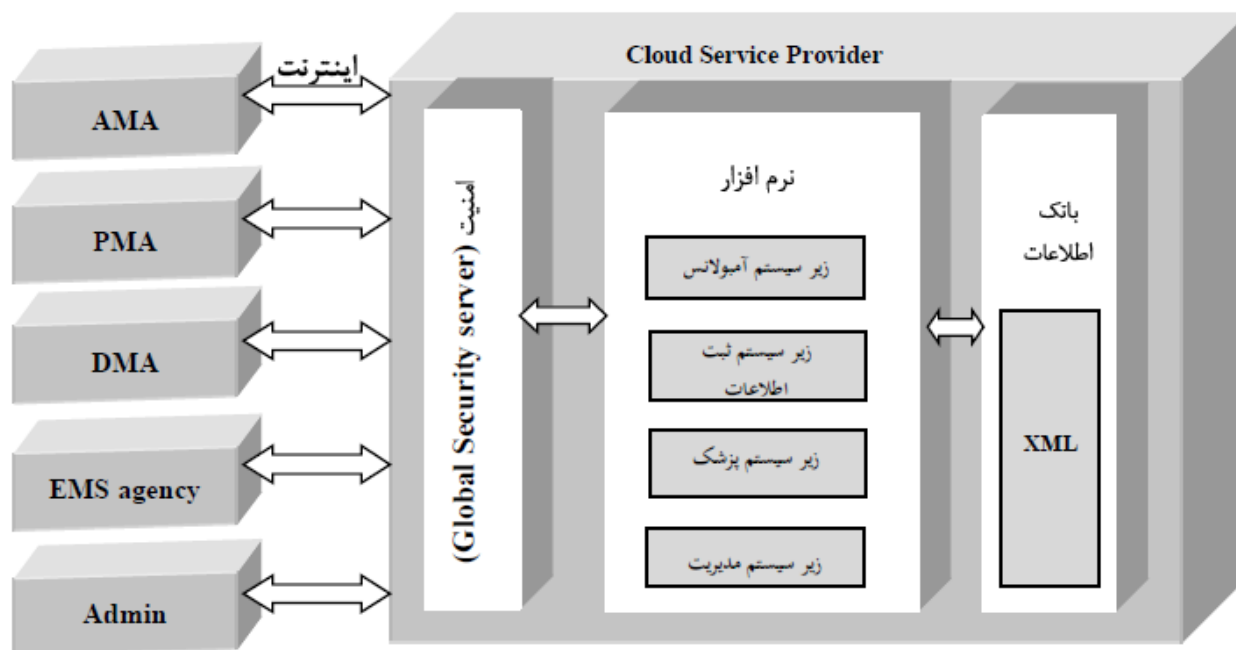 Cloud Service Provider
اینترنت
AMA
PMA
DMA
EMS agency
Admin
امنیت (Global Security server)
نرم افزار
زیر سیستم آمبولانس
زیر سیستم ثبت
اطلاعات
زیر سیستم پزشک
زیر سیستم مدیریت
بانک
اطلاعات
XML